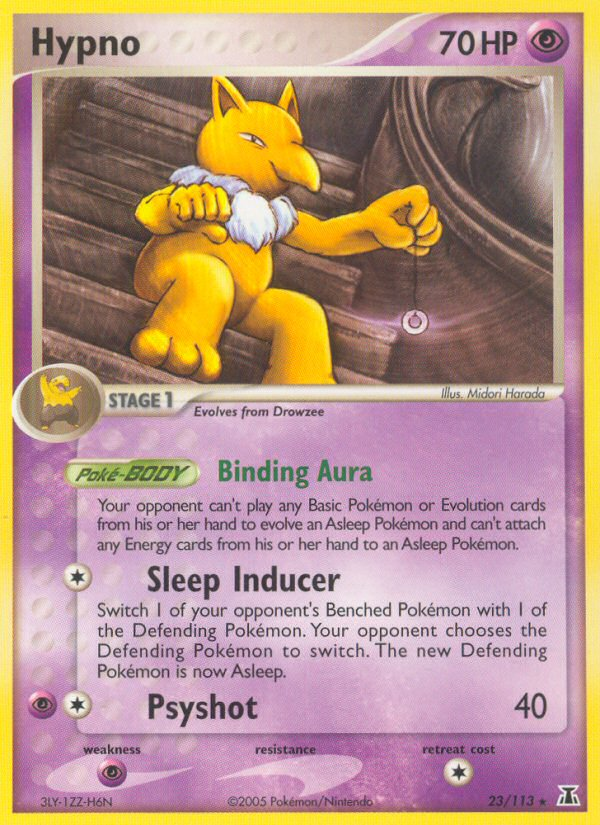 Hypno
70 HP
STAGE 1
Evolves from Drowzee
Illus. Midori Harada
Poké-BODY Binding Aura
Your opponent can't play any Basic Pokémon or Evolution cards
from his or her hand to evolve an Asleep Pokémon and can't attach
any Energy cards from his or her hand to an Asleep Pokémon.
Sleep Inducer
Switch 1 of your opponent's Benched Pokémon with 1 of
the Defending Pokémon. Your opponent chooses the
Defending Pokémon to switch. The new Defending
Pokémon is now Asleep.
Psyshot 40
weakness resistance retreat cost
3LY-1ZZ-H6N ©2005 Pokémon/Nintendo 23/113 ★